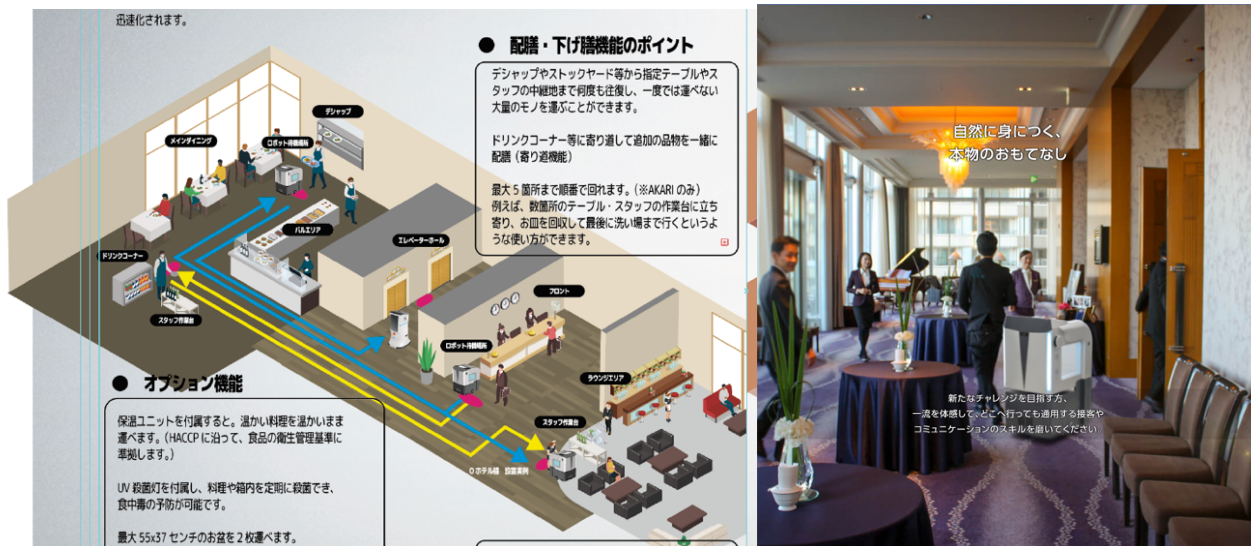 迅速化されます。
● 配膳・下げ膳機能のポイント
デシャップやストックヤード等から指定テーブルやス
タッフの中継地まで何度も往復し、一度では運べない
大量のモノを運ぶことができます。
ドリンクコーナー等に寄り道して追加の品物を一緒に
配膳（寄り道機能）
最大5箇所まで順番で回れます。（※AKARIのみ）
例えば、数箇所のテーブル・スタッフの作業台に立ち
寄り、お皿を回収して最後に洗い場まで行くというよ
うな使い方ができます。
デシャップ
メインダイニング
ロボット待機場所
バルエリア
エレベーターホール
ドリンクコーナー
スタッフ作業台
フロント
ロボット待機場所
ラウンジエリア
スタッフ作業台
Oホテル様 設置実例
● オプション機能
保温ユニットを付属すると。温かい料理を温かいまま
運べます。（HACCPに沿って、食品の衛生管理基準に
準拠します。）
UV殺菌灯を付属し、料理や箱内を定期に殺菌でき、
食中毒の予防が可能です。
最大55x37センチのお盆を2枚運べます。
自然に身につく、
本物のおもてなし
新たなチャレンジを目指す方、
一流を体感して、どこへ行っても通用する接客や
コミュニケーションのスキルを磨いてください